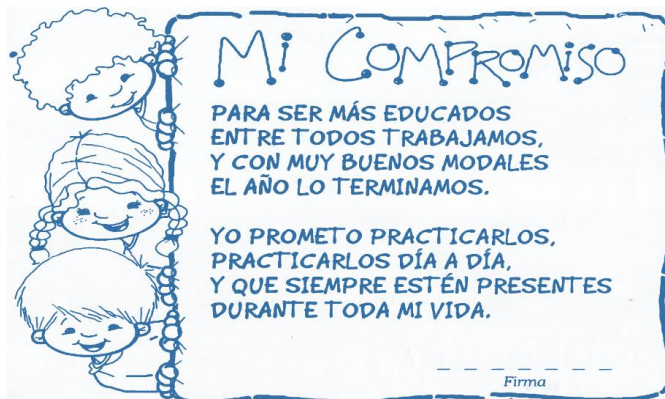 Mi COMPROMiSO
PARA SER MÁS EDUCADOS
ENTRE TODOS TRABAJAMOS,
Y CON MUY BUENOS MODALES
EL AÑO LO TERMINAMOS.
YO PROMETO PRACTICARLOS,
PRACTICARLOS DÍA A DÍA,
Y QUE SIEMPRE ESTÉN PRESENTES
DURANTE TODA MI VIDA.
Firma